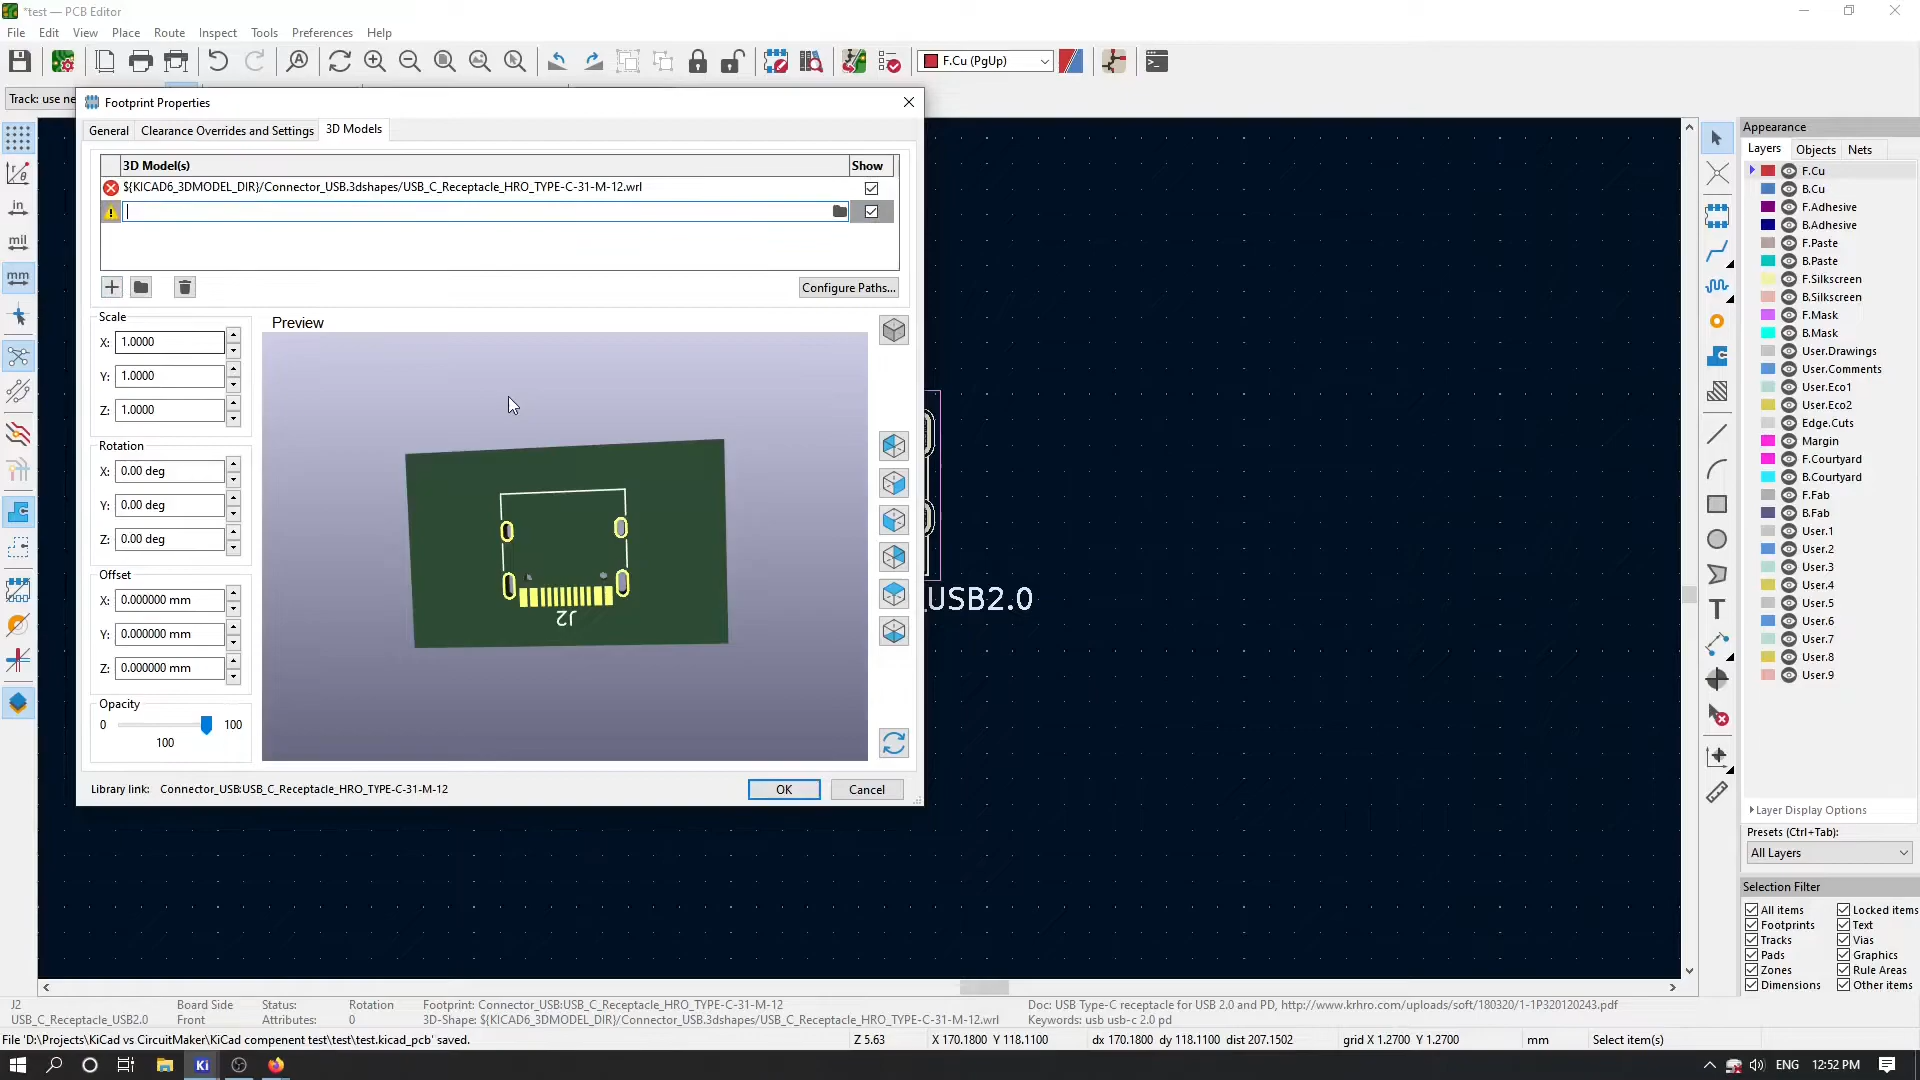 *test — PCB Editor
File Edit View Place Route Inspect Tools Preferences Help
F.Cu (PgUp)
Track: use ne
Footprint Properties
General Clearance Overrides and Settings 3D Models
3D Model(s) Show
${KICAD6_3DMODEL_DIR}/Connector_USB.3dshapes/USB_C_Receptacle_HRO_TYPE-C-31-M-12.wrl
Configure Paths...
Scale
X: 1.0000
Y: 1.0000
Z: 1.0000
Rotation
X: 0.00 deg
Y: 0.00 deg
Z: 0.00 deg
Offset
X: 0.000000 mm
Y: 0.000000 mm
Z: 0.000000 mm
Opacity
0 100
100
Preview
J2
Library link: Connector_USB:USB_C_Receptacle_HRO_TYPE-C-31-M-12
OK Cancel
in
mil
mm
_USB2.0
Appearance
Layers Objects Nets
F.Cu
B.Cu
F.Adhesive
B.Adhesive
F.Paste
B.Paste
F.Silkscreen
B.Silkscreen
F.Mask
B.Mask
User.Drawings
User.Comments
User.Eco1
User.Eco2
Edge.Cuts
Margin
F.Courtyard
B.Courtyard
F.Fab
B.Fab
User.1
User.2
User.3
User.4
User.5
User.6
User.7
User.8
User.9
Layer Display Options
Presets (Ctrl+Tab):
All Layers
Selection Filter
All items Locked items
Footprints Text
Tracks Vias
Pads Graphics
Zones Rule Areas
Dimensions Other items
J2 Board Side Status: Rotation Footprint: Connector_USB:USB_C_Receptacle_HRO_TYPE-C-31-M-12 Doc: USB Type-C receptacle for USB 2.0 and PD, http://www.krhro.com/uploads/soft/180320/1-1P320120243.pdf
USB_C_Receptacle_USB2.0 Front Attributes: 0 3D-Shape: ${KICAD6_3DMODEL_DIR}/Connector_USB.3dshapes/USB_C_Receptacle_HRO_TYPE-C-31-M-12.wrl Keywords: usb usb-c 2.0 pd
File 'D:\Projects\KiCad vs CircuitMaker\KiCad compenent test\test\test.kicad_pcb' saved. Z 5.63 X 170.1800 Y 118.1100 dx 170.1800 dy 118.1100 dist 207.1502 grid X 1.2700 Y 1.2700 mm Select item(s)
Ki ENG 12:52 PM